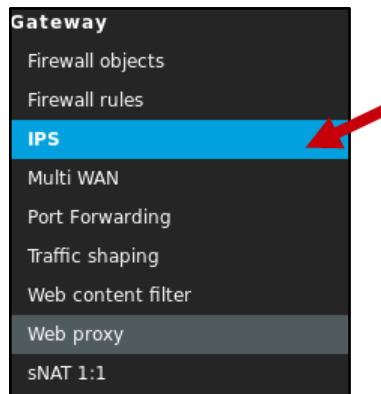 Gateway
Firewall objects
Firewall rules
IPS
Multi WAN
Port Forwarding
Traffic shaping
Web content filter
Web proxy
sNAT 1:1